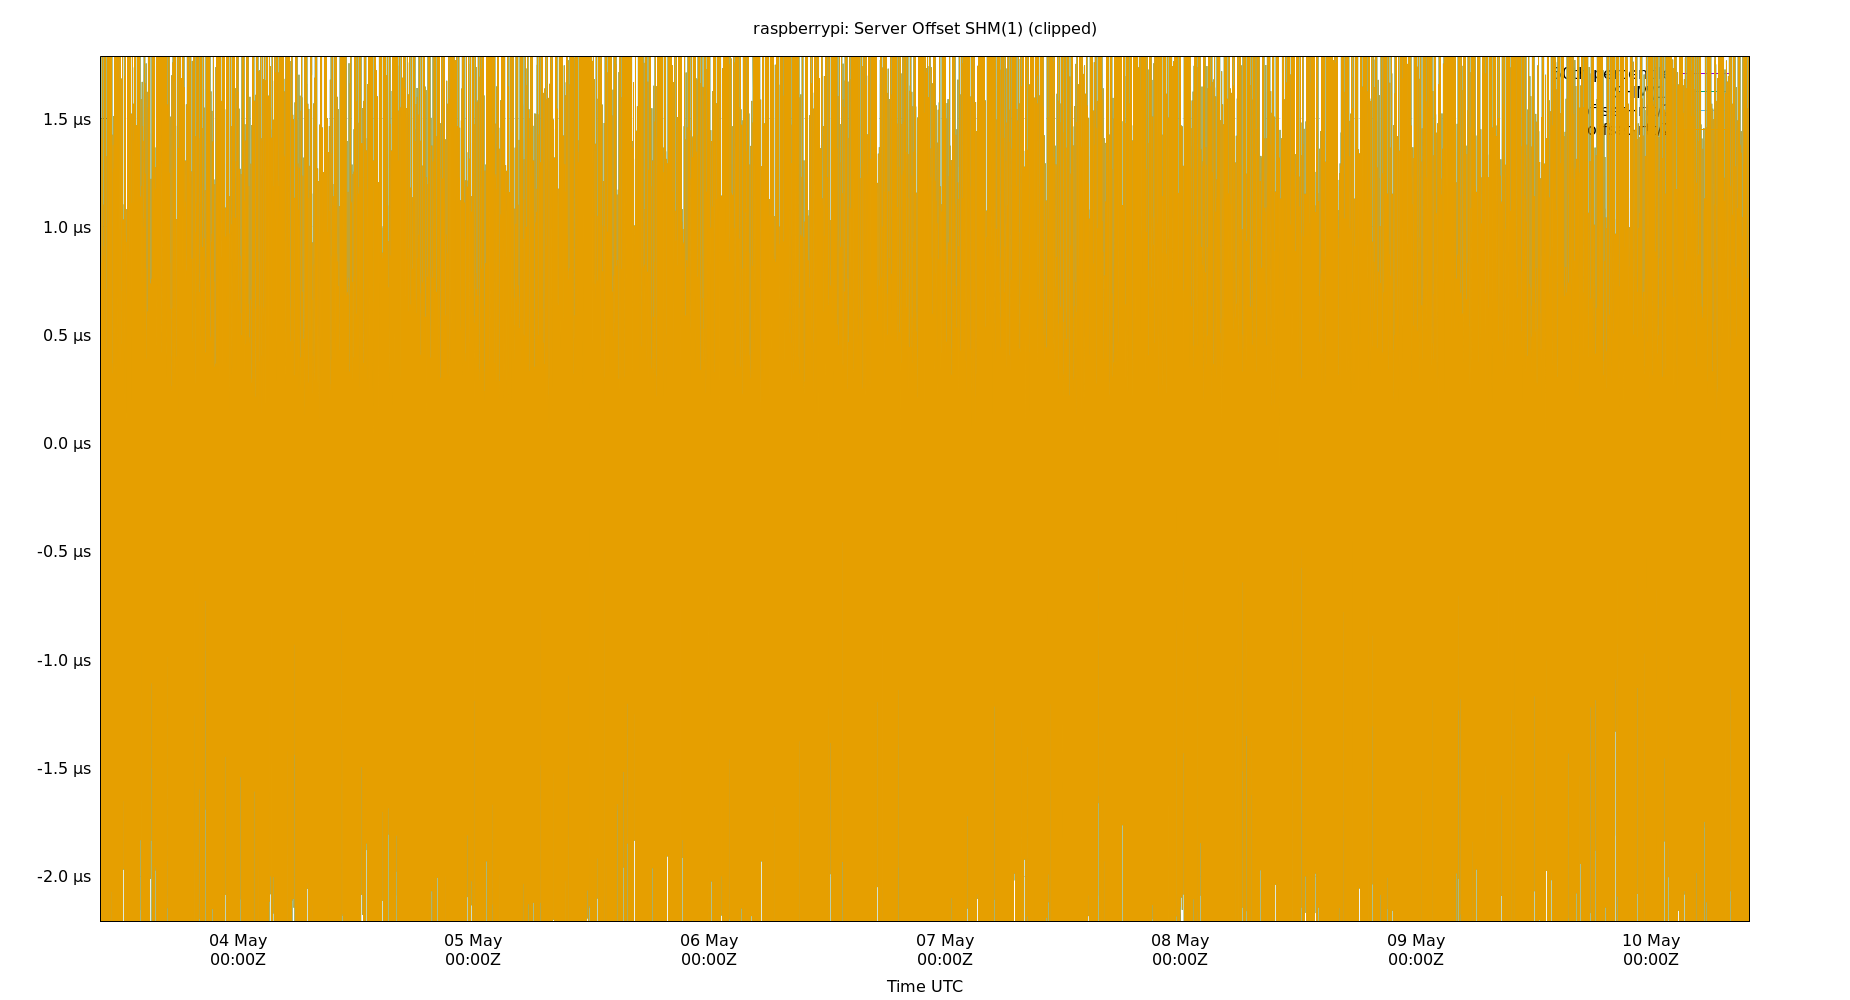 raspberrypi: Server Offset SHM(1) (clipped)
1.5 µs
1.0 µs
0.5 µs
0.0 µs
-0.5 µs
-1.0 µs
-1.5 µs
-2.0 µs
04 May 05 May 06 May 07 May 08 May 09 May 10 May
00:00Z 00:00Z 00:00Z 00:00Z 00:00Z 00:00Z 00:00Z
Time UTC